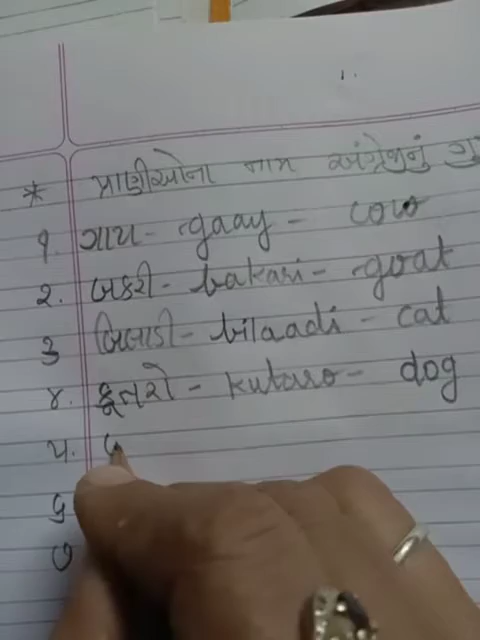 * પ્રાણીઓના નામ અંગ્રેજીનું ગુ
૧. ગાય - gaay - cow
૨. બકરી - bakari - goat
૩ બિલાડી - bilaadi - cat
૪. કૂતરો - kutaro - dog
૫.
૬
૭